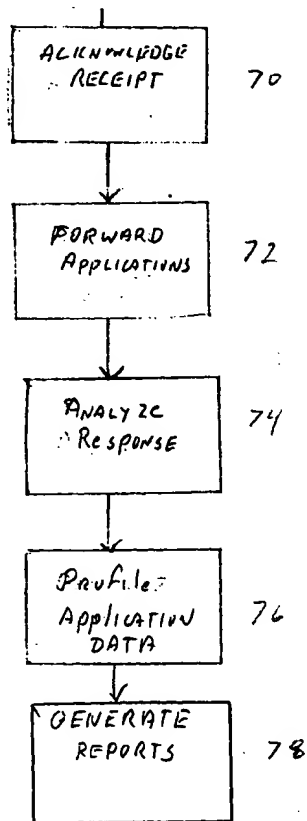 ACKNOWLEDGE
RECEIPT
70
FORWARD
APPLICATIONS
72
ANALYZE
RESPONSE
74
PROFILE
APPLICATION
DATA
76
GENERATE
REPORTS
78